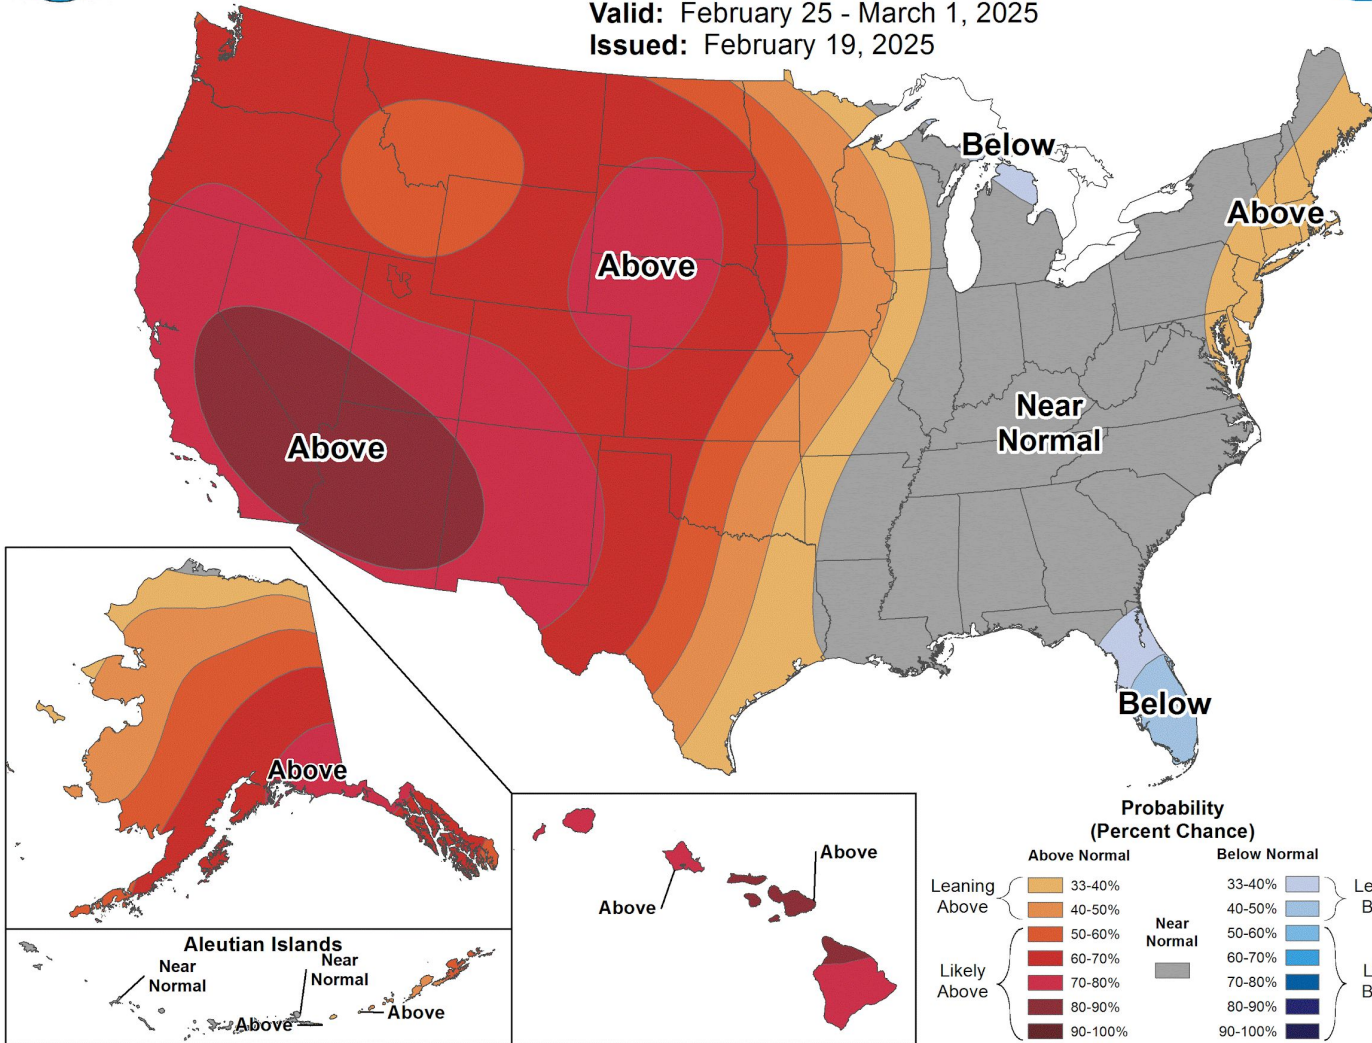 Valid: February 25 - March 1, 2025
Issued: February 19, 2025
Below
Above
Above
Above
Near
Normal
Below
Above
Above
Above
Aleutian Islands
Near
Normal
Near
Normal
Above
Above
Probability
(Percent Chance)
Above Normal
Below Normal
Leaning
Above
33-40%
40-50%
50-60%
60-70%
70-80%
80-90%
90-100%
Likely
Above
Near
Normal
33-40%
40-50%
50-60%
60-70%
70-80%
80-90%
90-100%